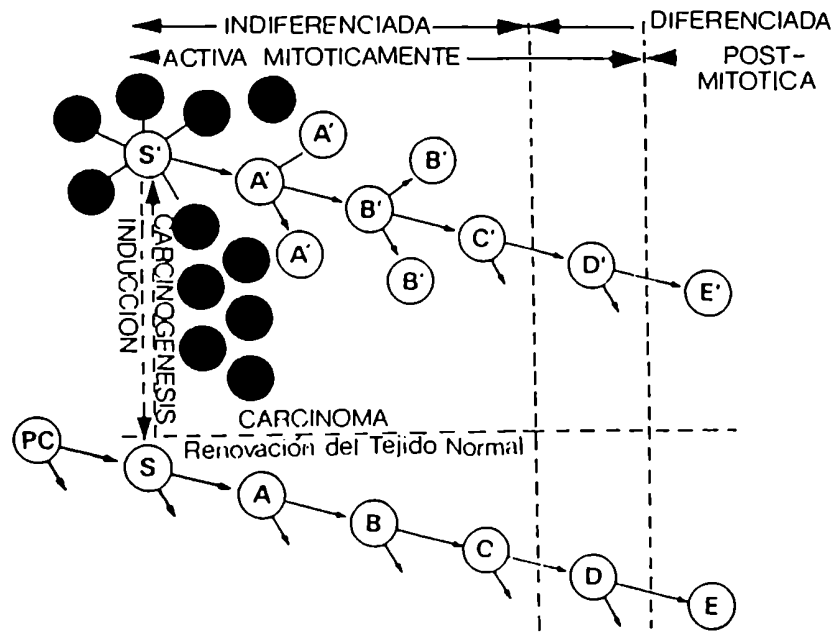 INDIFERENCIADA
DIFERENCIADA
ACTIVA MITOTICAMENTE
POST-
MITOTICA
S'
A'
A'
A'
B'
B'
B'
C'
D'
E'
INDUCCION
CARCINOGENESIS
CARCINOMA
Renovación del Tejido Normal
PC
S
A
B
C
D
E